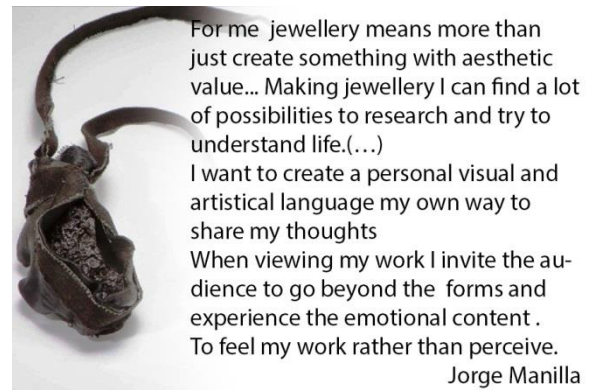 For me jewellery means more than
just create something with aesthetic
value... Making jewellery I can find a lot
of possibilities to research and try to
understand life.(...)
I want to create a personal visual and
artistical language my own way to
share my thoughts
When viewing my work I invite the au-
dience to go beyond the forms and
experience the emotional content .
To feel my work rather than perceive.
Jorge Manilla